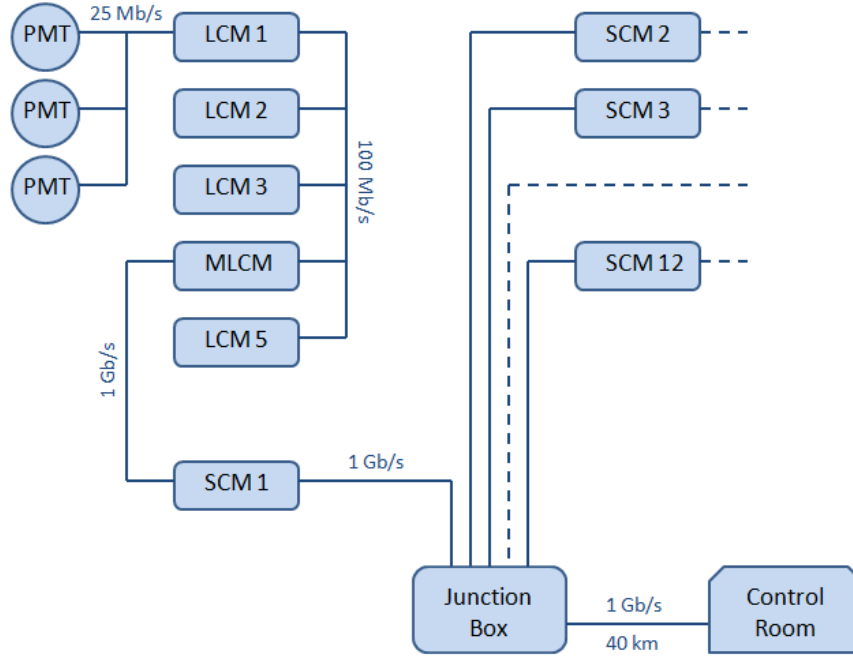 25 Mb/s
PMT
LCM 1
SCM 2
PMT
LCM 2
SCM 3
100 Mb/s
PMT
LCM 3
MLCM
SCM 12
LCM 5
1 Gb/s
SCM 1
1 Gb/s
Junction
Box
1 Gb/s
40 km
Control
Room